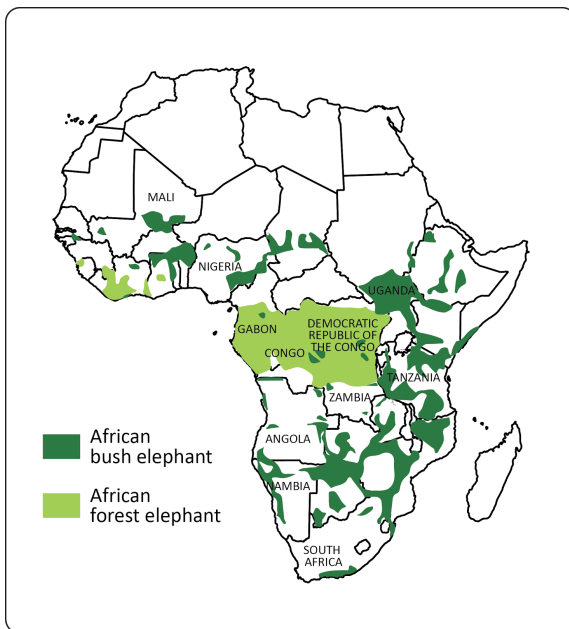 MALI
NIGERIA
UGANDA
GABON
DEMOCRATIC
REPUBLIC OF
THE CONGO
CONGO
TANZANIA
ZAMBIA
ANGOLA
NAMBIA
SOUTH
AFRICA
African
bush elephant
African
forest elephant